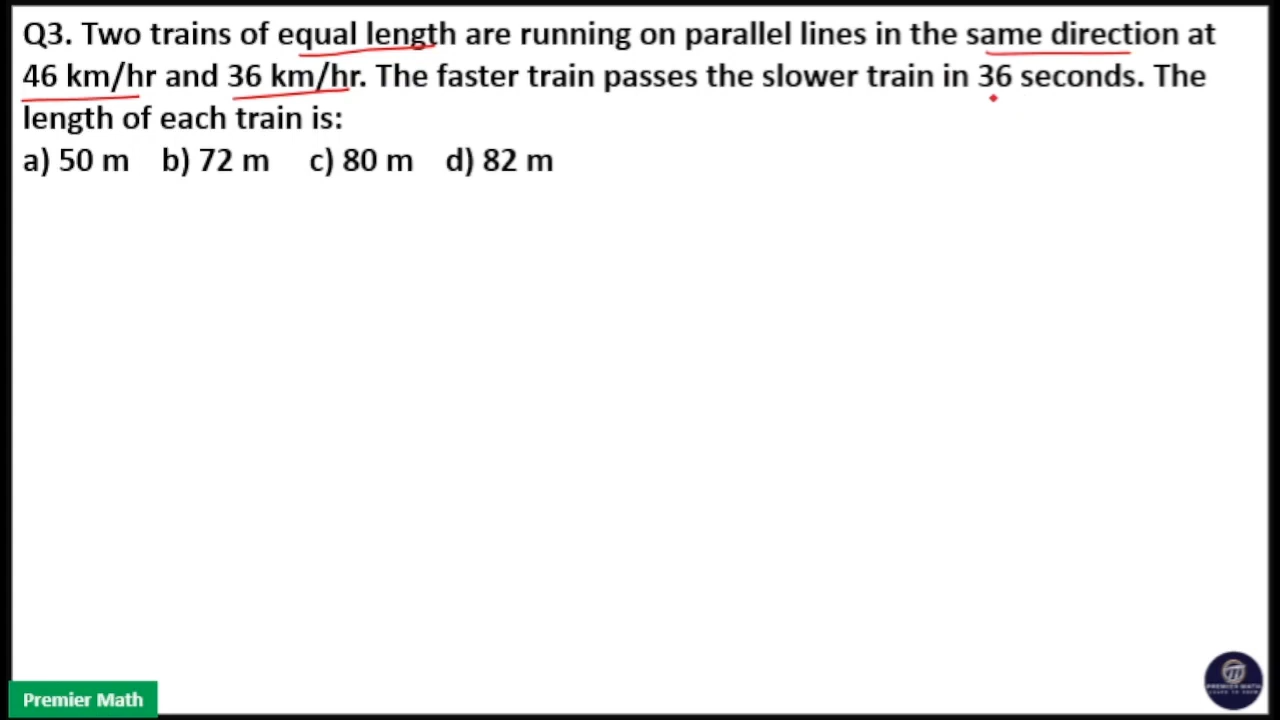 Q3. Two trains of equal length are running on parallel lines in the same direction at
46 km/hr and 36 km/hr. The faster train passes the slower train in 36 seconds. The
length of each train is:
a) 50 m b) 72 m c) 80 m d) 82 m
Premier Math
PREMIER MATH